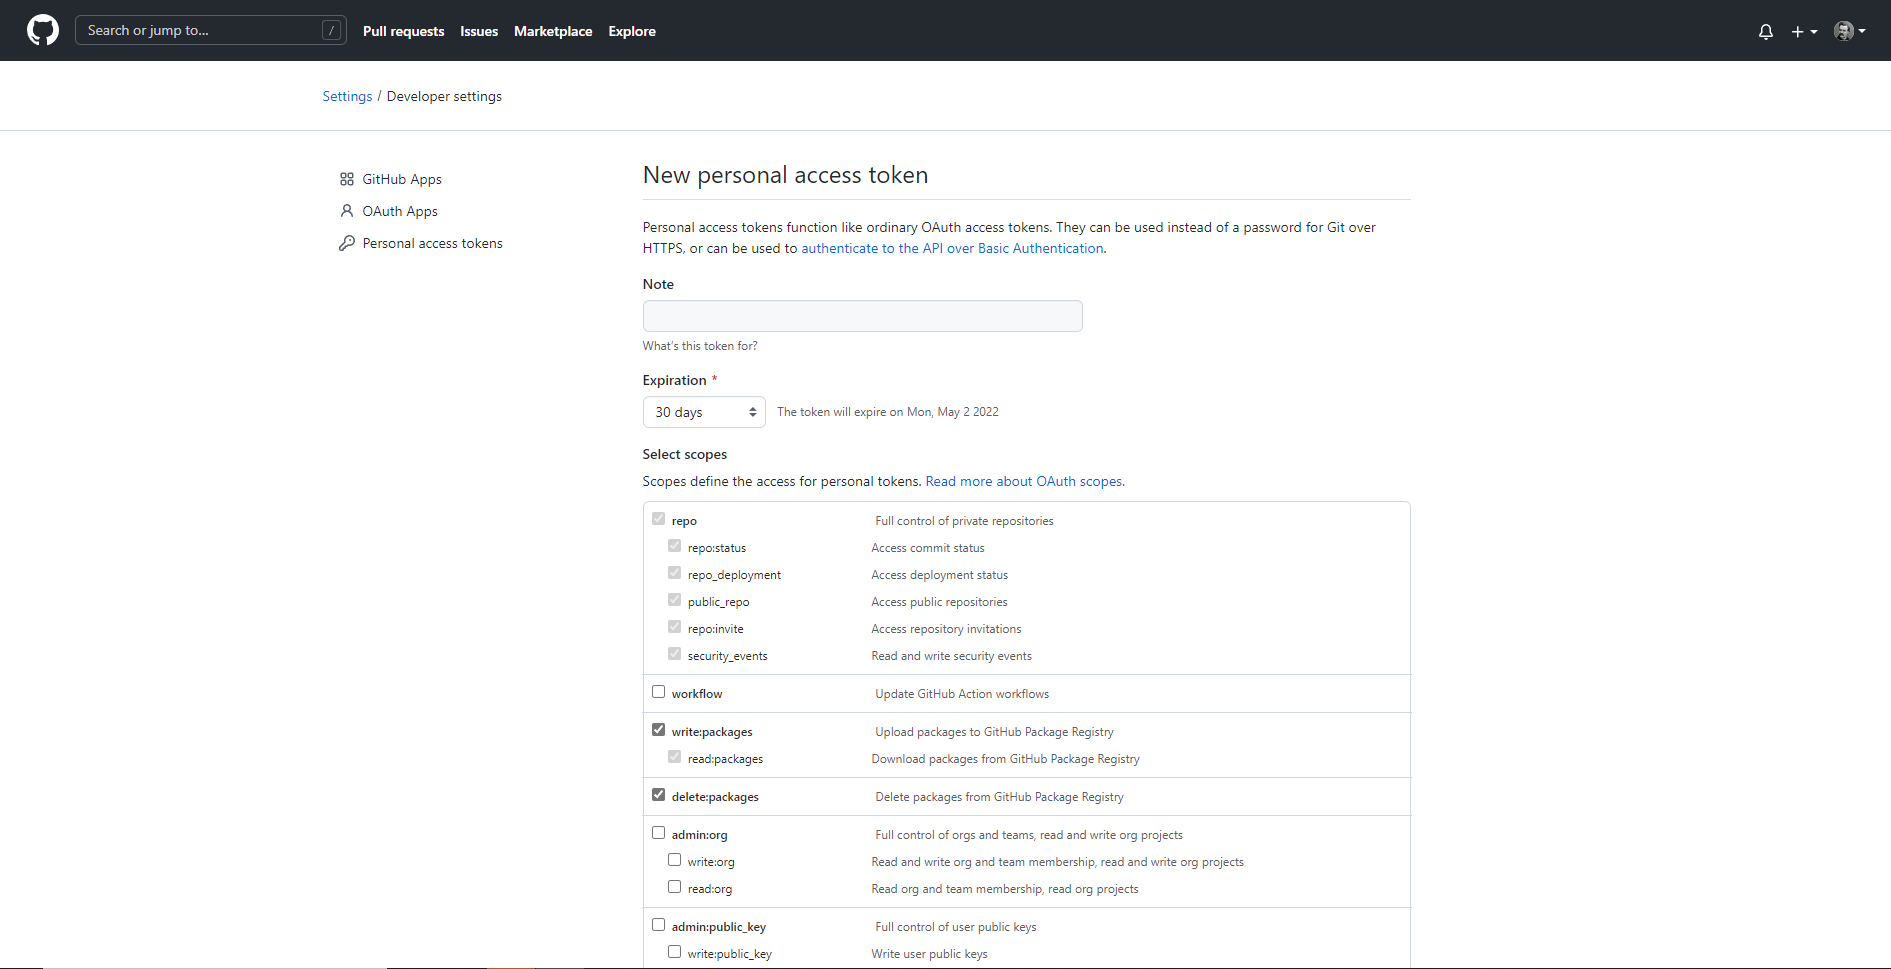 Search or jump to... /
Pull requests Issues Marketplace Explore
Settings / Developer settings
GitHub Apps
OAuth Apps
Personal access tokens
New personal access token
Personal access tokens function like ordinary OAuth access tokens. They can be used instead of a password for Git over
HTTPS, or can be used to authenticate to the API over Basic Authentication.
Note
What's this token for?
Expiration *
30 days The token will expire on Mon, May 2 2022
Select scopes
Scopes define the access for personal tokens. Read more about OAuth scopes.
repo Full control of private repositories
repo:status Access commit status
repo_deployment Access deployment status
public_repo Access public repositories
repo:invite Access repository invitations
security_events Read and write security events
workflow Update GitHub Action workflows
write:packages Upload packages to GitHub Package Registry
read:packages Download packages from GitHub Package Registry
delete:packages Delete packages from GitHub Package Registry
admin:org Full control of orgs and teams, read and write org projects
write:org Read and write org and team membership, read and write org projects
read:org Read org and team membership, read org projects
admin:public_key Full control of user public keys
write:public_key Write user public keys